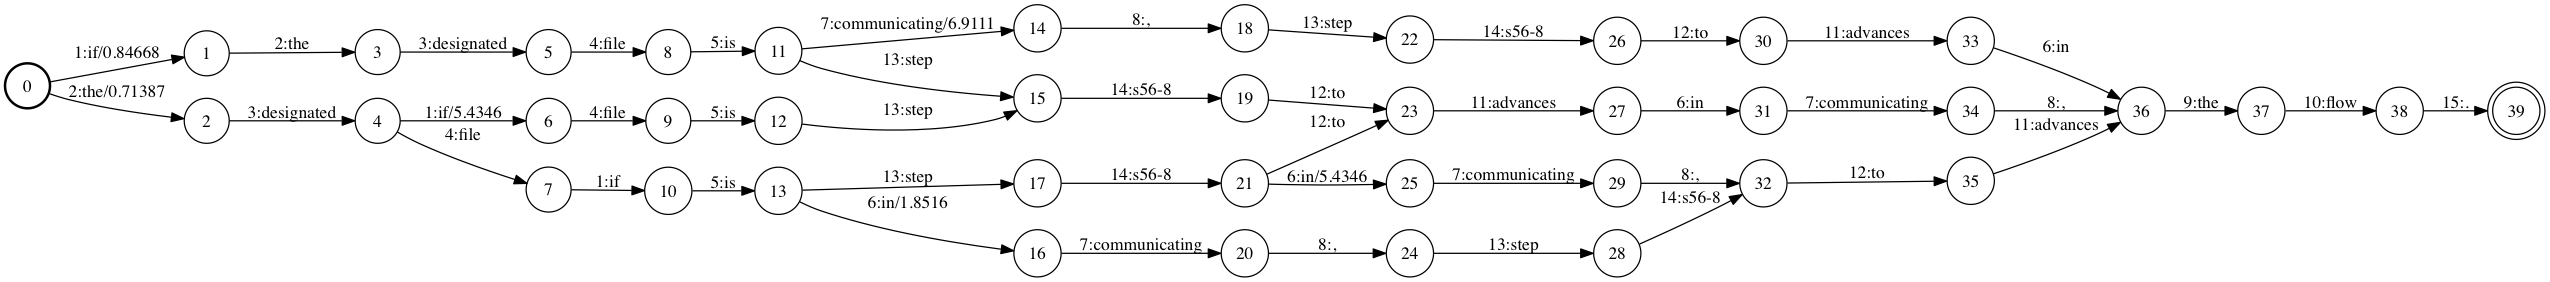 7:communicating/6.9111 14 8:, 18 13:step 22 14:s56-8 26 12:to 30 11:advances 33 6:in
1:if/0.84668 1 2:the 3 3:designated 5 4:file 8 5:is 11 13:step
0 2:the/0.71387 15 14:s56-8 19 12:to 23 11:advances 27 6:in 31 7:communicating 34 8:, 36 9:the 37 10:flow 38 15:. 39
2 3:designated 4 1:if/5.4346 6 4:file 9 5:is 12 13:step 12:to 11:advances
4:file 7 1:if 10 5:is 13 13:step 17 14:s56-8 21 6:in/5.4346 25 7:communicating 29 8:, 32 12:to 35
6:in/1.8516 16 7:communicating 20 8:, 24 13:step 28 14:s56-8